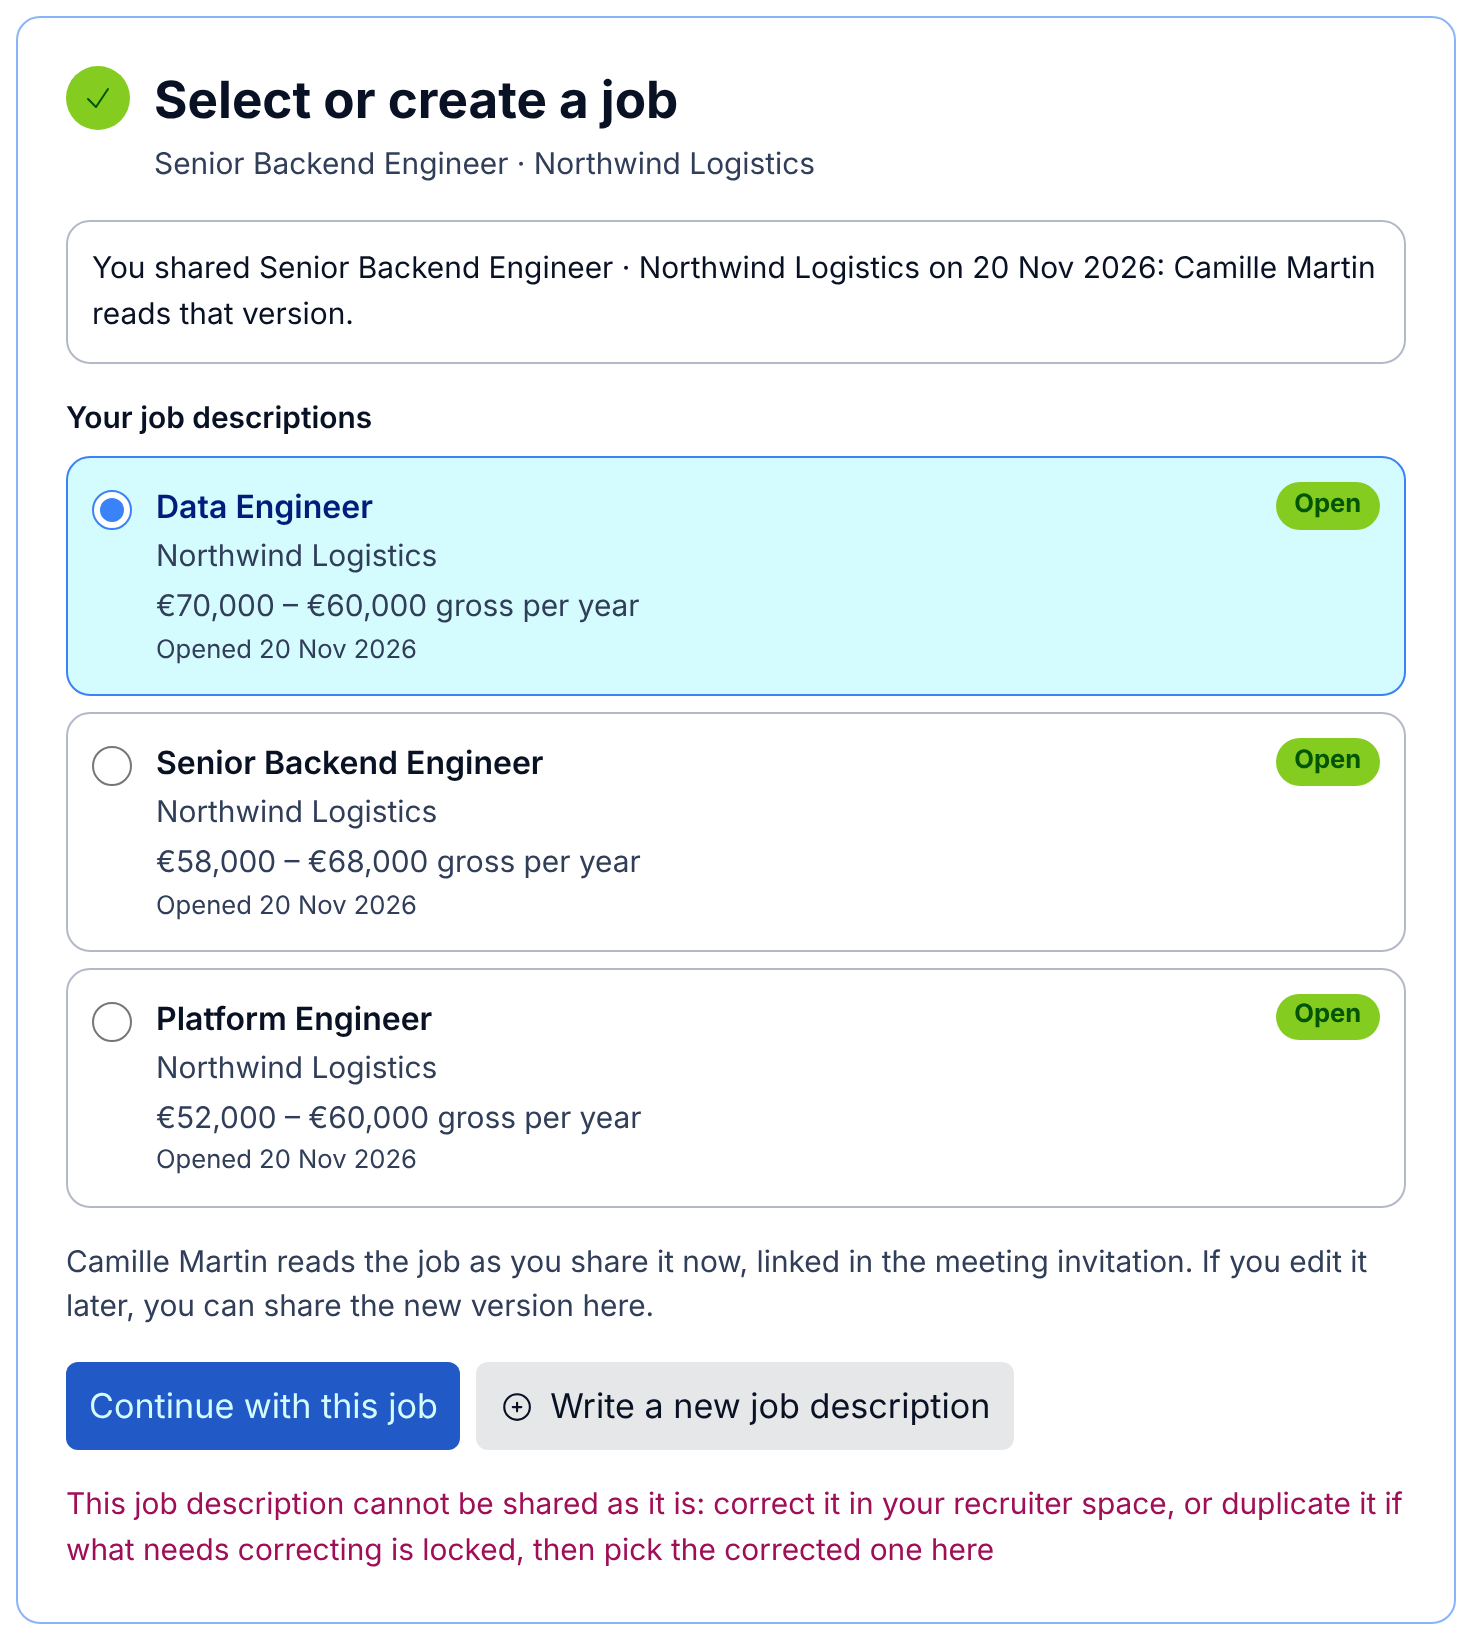 Select or create a job
Senior Backend Engineer · Northwind Logistics
You shared Senior Backend Engineer · Northwind Logistics on 20 Nov 2026: Camille Martin
reads that version.
Your job descriptions
Data Engineer
Open
Northwind Logistics
€70,000 – €60,000 gross per year
Opened 20 Nov 2026
Senior Backend Engineer
Open
Northwind Logistics
€58,000 – €68,000 gross per year
Opened 20 Nov 2026
Platform Engineer
Open
Northwind Logistics
€52,000 – €60,000 gross per year
Opened 20 Nov 2026
Camille Martin reads the job as you share it now, linked in the meeting invitation. If you edit it
later, you can share the new version here.
Continue with this job
Write a new job description
This job description cannot be shared as it is: correct it in your recruiter space, or duplicate it if
what needs correcting is locked, then pick the corrected one here